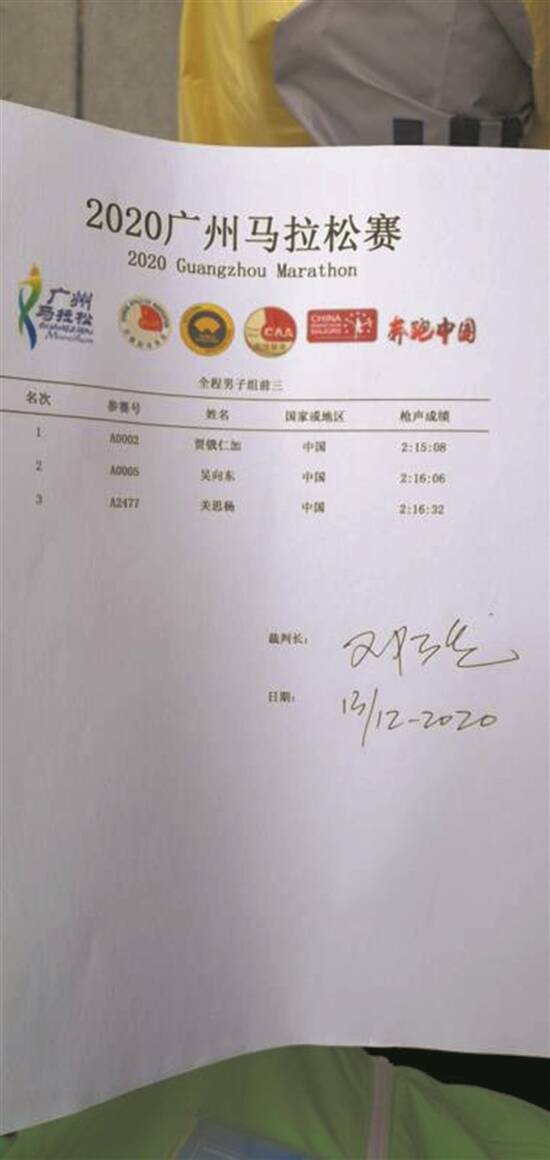 2020广州马拉松赛
2020 Guangzhou Marathon
广州
马拉松
Marathon
CAA
CHINA
奔跑中国
全程男子组前三
名次 参赛号 姓名 国家或地区 枪声成绩
1 A0002 贾俄仁加 中国 2:15:08
2 A0005 吴向东 中国 2:16:06
3 A2477 关思杨 中国 2:16:32
裁判长:
日期: 13/12-2020